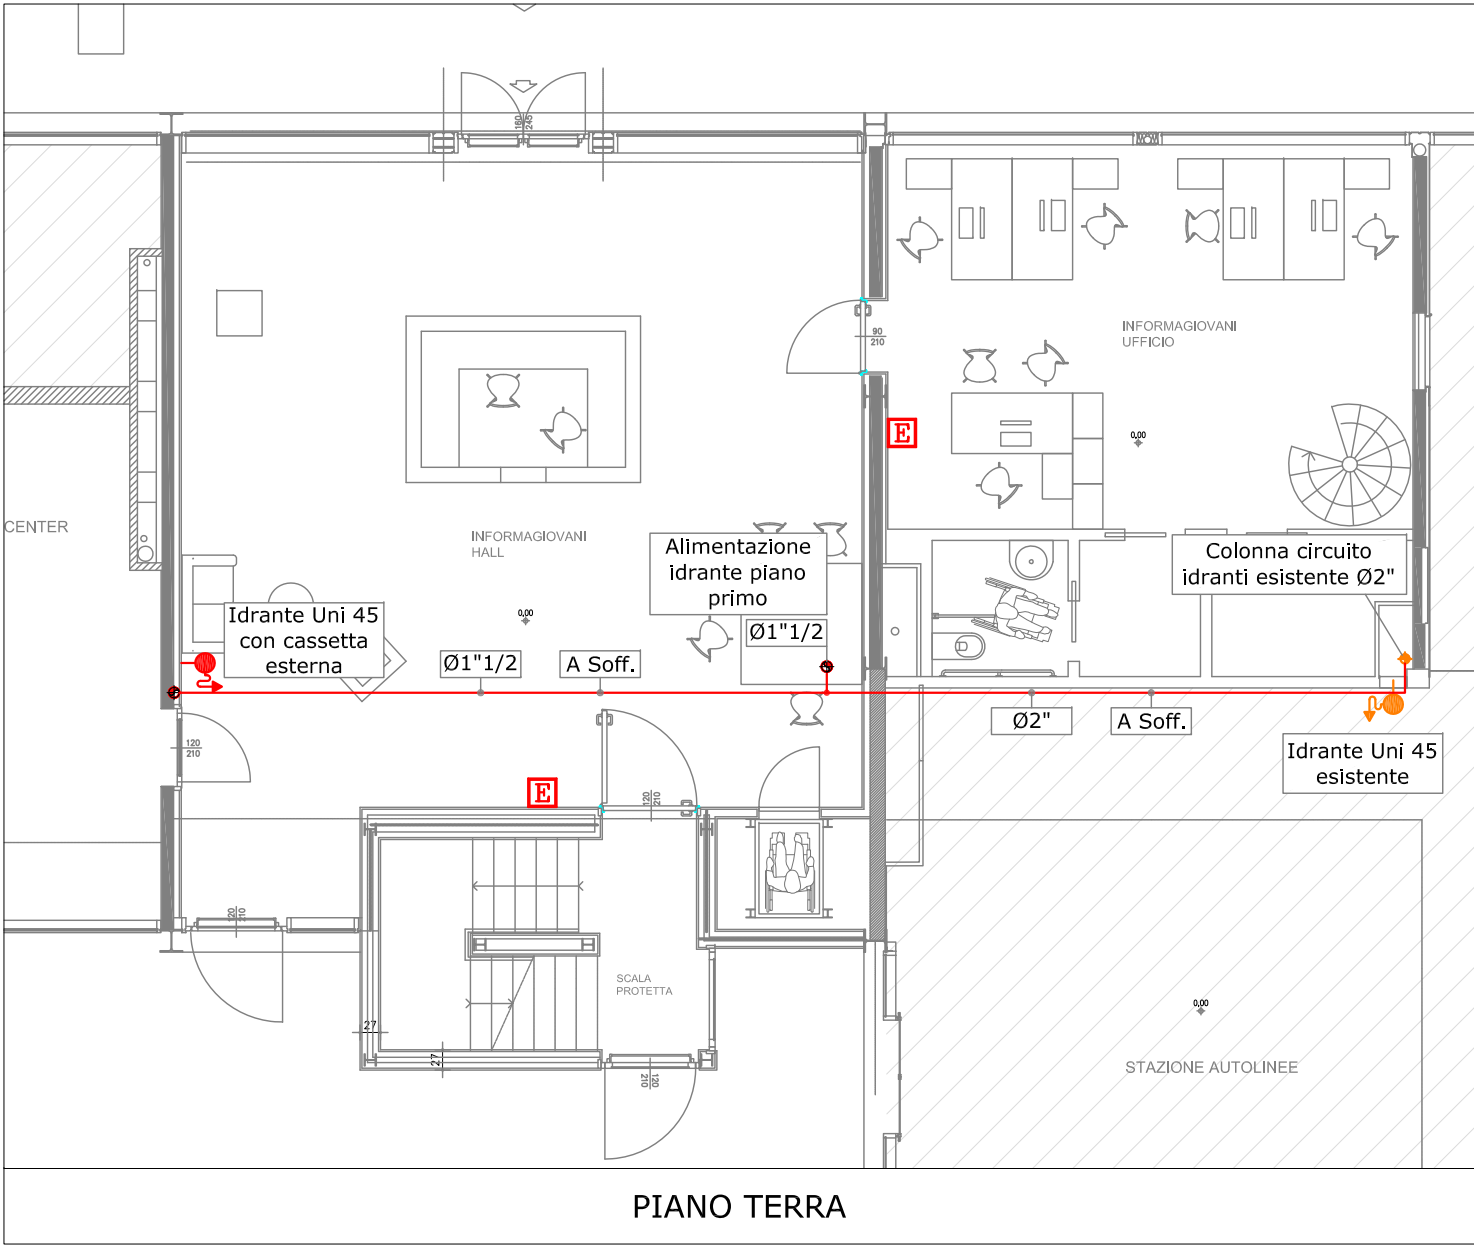 160
245
90
210
INFORMAGIOVANI
UFFICIO
0,00
E
CENTER
INFORMAGIOVANI
HALL
Alimentazione
idrante piano
primo
Colonna circuito
idranti esistente Ø2"
Idrante Uni 45
con cassetta
esterna
0,00
Ø1"1/2
Ø1"1/2
A Soff.
Ø2"
A Soff.
Idrante Uni 45
esistente
120
210
E
120
210
120
210
SCALA
PROTETTA
0,00
27
27
120
210
STAZIONE AUTOLINEE
PIANO TERRA